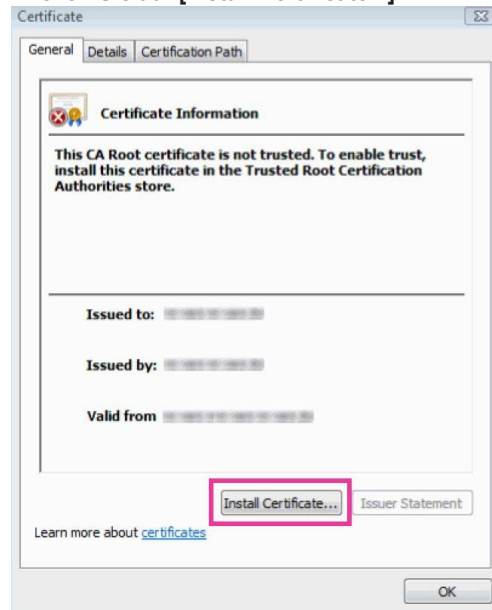 Certificate
General Details Certification Path
Certificate Information
This CA Root certificate is not trusted. To enable trust,
install this certificate in the Trusted Root Certification
Authorities store.
Issued to:
Issued by:
Valid from
Install Certificate... Issuer Statement
Learn more about certificates
OK